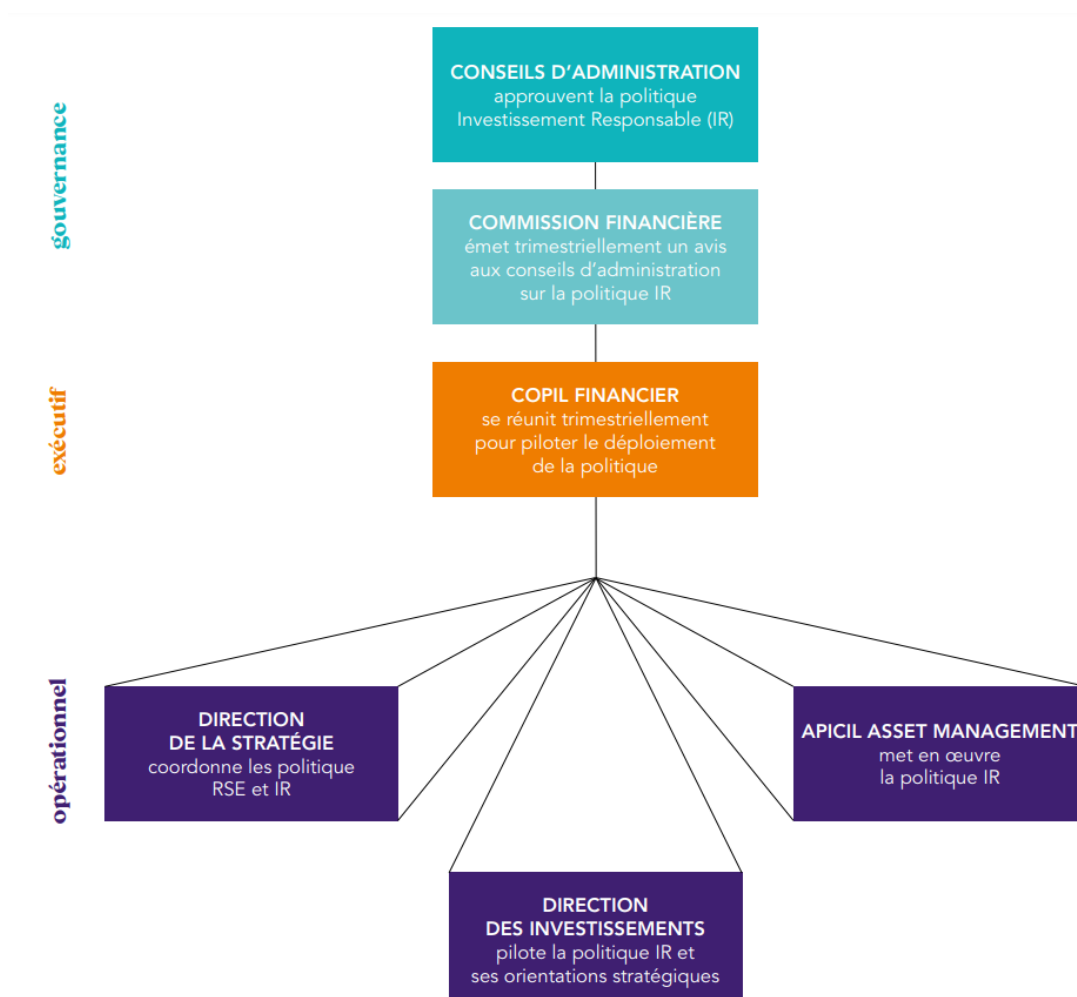 gouvernance
CONSEILS D'ADMINISTRATION
approuvent la politique
Investissement Responsable (IR)
COMMISSION FINANCIÈRE
émet trimestriellement un avis
aux conseils d'administration
sur la politique IR
exécutif
COPIL FINANCIER
se réunit trimestriellement
pour piloter le déploiement
de la politique
opérationnel
DIRECTION
DE LA STRATÉGIE
coordonne les politique
RSE et IR
APICIL ASSET MANAGEMENT
met en œuvre
la politique IR
DIRECTION
DES INVESTISSEMENTS
pilote la politique IR et
ses orientations stratégiques